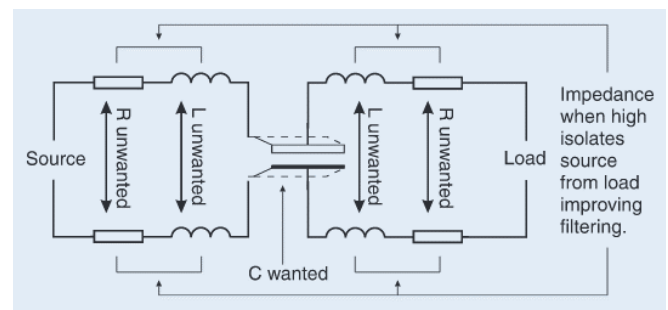 Source
R unwanted
L unwanted
C wanted
L unwanted
R unwanted
Load
Impedance
when high
isolates
source
from load
improving
filtering.